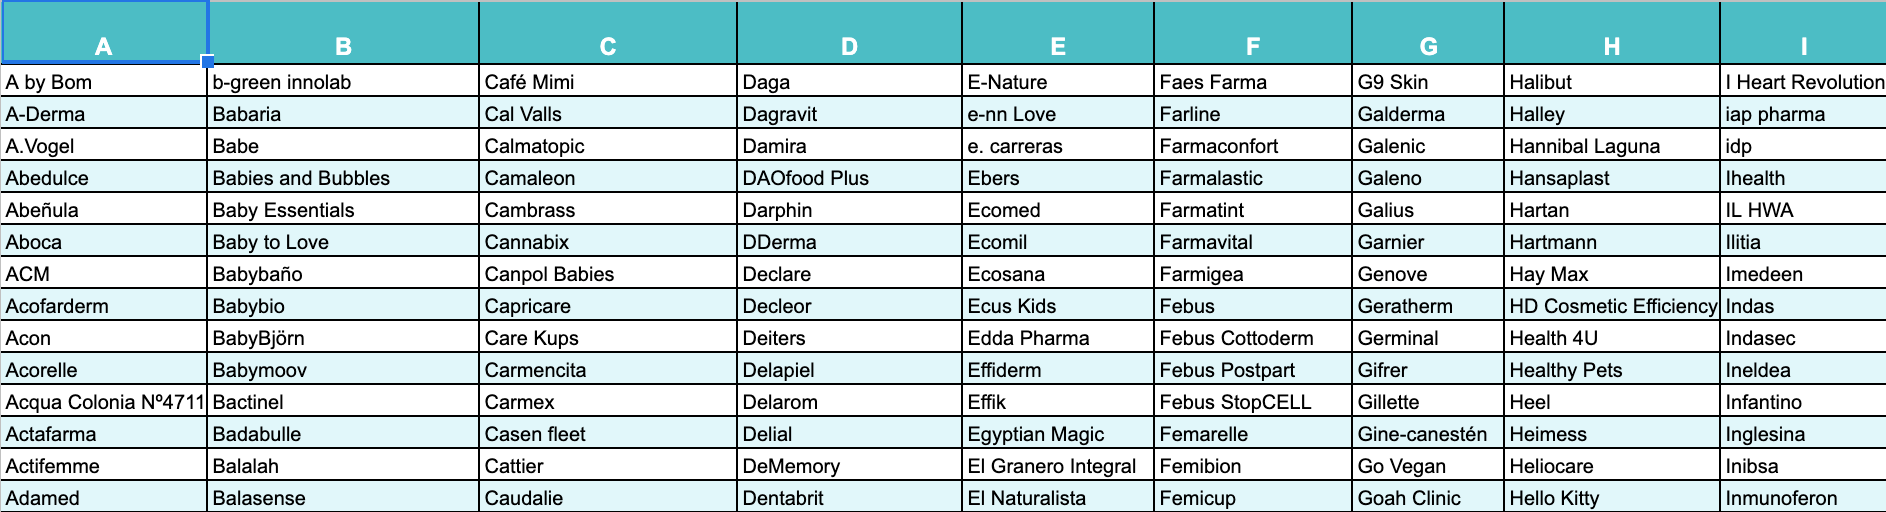 A B C D E F G H I
A by Bom b-green innolab Café Mimi Daga E-Nature Faes Farma G9 Skin Halibut I Heart Revolution
A-Derma Babaria Cal Valls Dagravit e-nn Love Farline Galderma Halley iap pharma
A.Vogel Babe Calmatopic Damira e. carreras Farmaconfort Galenic Hannibal Laguna idp
Abedulce Babies and Bubbles Camaleon DAOfood Plus Ebers Farmalastic Galeno Hansaplast Ihealth
Abeñula Baby Essentials Cambrass Darphin Ecomed Farmatint Galius Hartan IL HWA
Aboca Baby to Love Cannabix DDerma Ecomil Farmavital Garnier Hartmann Ilitia
ACM Babybaño Canpol Babies Declare Ecosana Farmigea Genove Hay Max Imedeen
Acofarderm Babybio Capricare Decleor Ecus Kids Febus Geratherm HD Cosmetic Efficiency Indas
Acon BabyBjörn Care Kups Deiters Edda Pharma Febus Cottoderm Germinal Health 4U Indasec
Acorelle Babymoov Carmencita Delapiel Effiderm Febus Postpart Gifrer Healthy Pets Ineldea
Acqua Colonia Nº4711 Bactinel Carmex Delarom Effik Febus StopCELL Gillette Heel Infantino
Actafarma Badabulle Casen fleet Delial Egyptian Magic Femarelle Gine-canestén Heimess Inglesina
Actifemme Balalah Cattier DeMemory El Granero Integral Femibion Go Vegan Heliocare Inibsa
Adamed Balasense Caudalie Dentabrit El Naturalista Femicup Goah Clinic Hello Kitty Inmunoferon